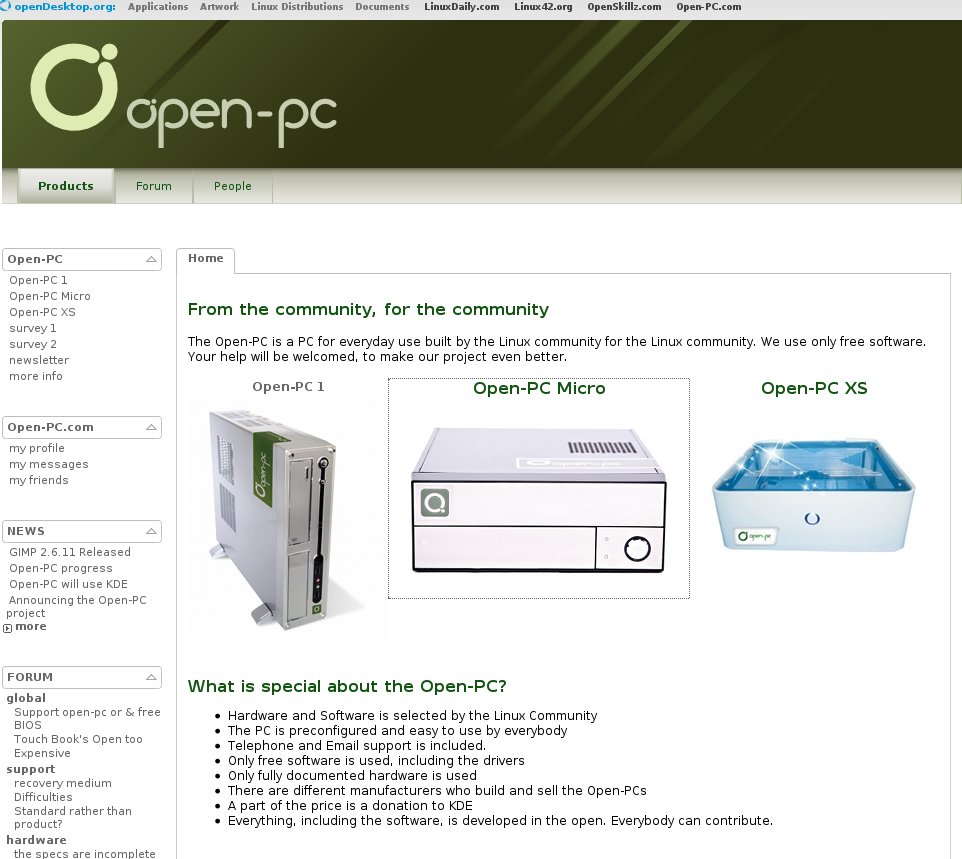 openDesktop.org: Applications Artwork Linux Distributions Documents LinuxDaily.com Linux42.org OpenSkillz.com Open-PC.com
open-pc
Products Forum People
Open-PC
Open-PC 1
Open-PC Micro
Open-PC XS
survey 1
survey 2
newsletter
more info
Open-PC.com
my profile
my messages
my friends
NEWS
GIMP 2.6.11 Released
Open-PC progress
Open-PC will use KDE
Announcing the Open-PC
project
more
FORUM
global
Support open-pc or & free
BIOS
Touch Book's Open too
Expensive
support
recovery medium
Difficulties
Standard rather than
product?
hardware
the specs are incomplete
Home
From the community, for the community
The Open-PC is a PC for everyday use built by the Linux community for the Linux community. We use only free software.
Your help will be welcomed, to make our project even better.
Open-PC 1 Open-PC Micro Open-PC XS
open-pc
open-pc
open-pc
What is special about the Open-PC?
• Hardware and Software is selected by the Linux Community
• The PC is preconfigured and easy to use by everybody
• Telephone and Email support is included.
• Only free software is used, including the drivers
• Only fully documented hardware is used
• There are different manufacturers who build and sell the Open-PCs
• A part of the price is a donation to KDE
• Everything, including the software, is developed in the open. Everybody can contribute.